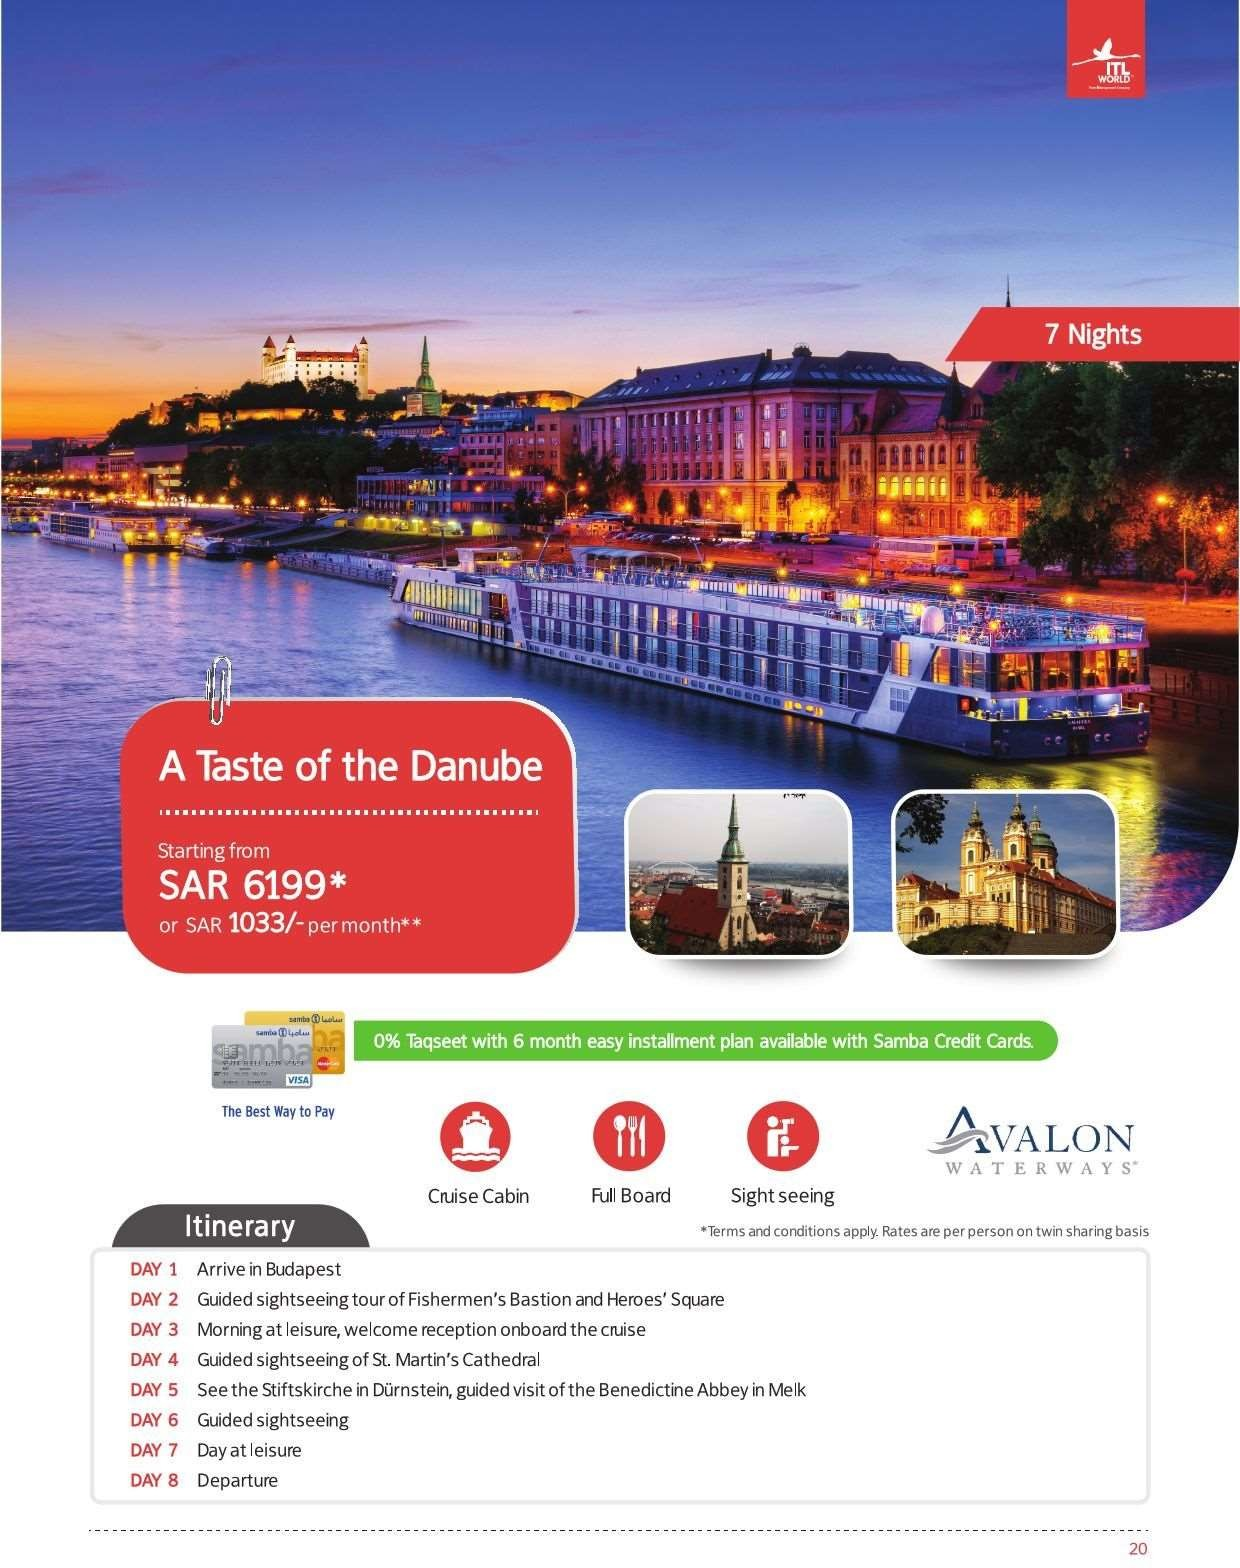 ITL
WORLD
7 Nights
A Taste of the Danube
Starting from
SAR 6199*
or SAR 1033/- per month**
samba سامبا
samba سامبا
samba
VISA
MasterCard
The Best Way to Pay
0% Taqseet with 6 month easy installment plan available with Samba Credit Cards.
Cruise Cabin
Full Board
Sight seeing
AVALON
WATERWAYS®
*Terms and conditions apply. Rates are per person on twin sharing basis
Itinerary
DAY 1 Arrive in Budapest
DAY 2 Guided sightseeing tour of Fishermen's Bastion and Heroes' Square
DAY 3 Morning at leisure, welcome reception onboard the cruise
DAY 4 Guided sightseeing of St. Martin's Cathedral
DAY 5 See the Stiftskirche in Dürnstein, guided visit of the Benedictine Abbey in Melk
DAY 6 Guided sightseeing
DAY 7 Day at leisure
DAY 8 Departure
20